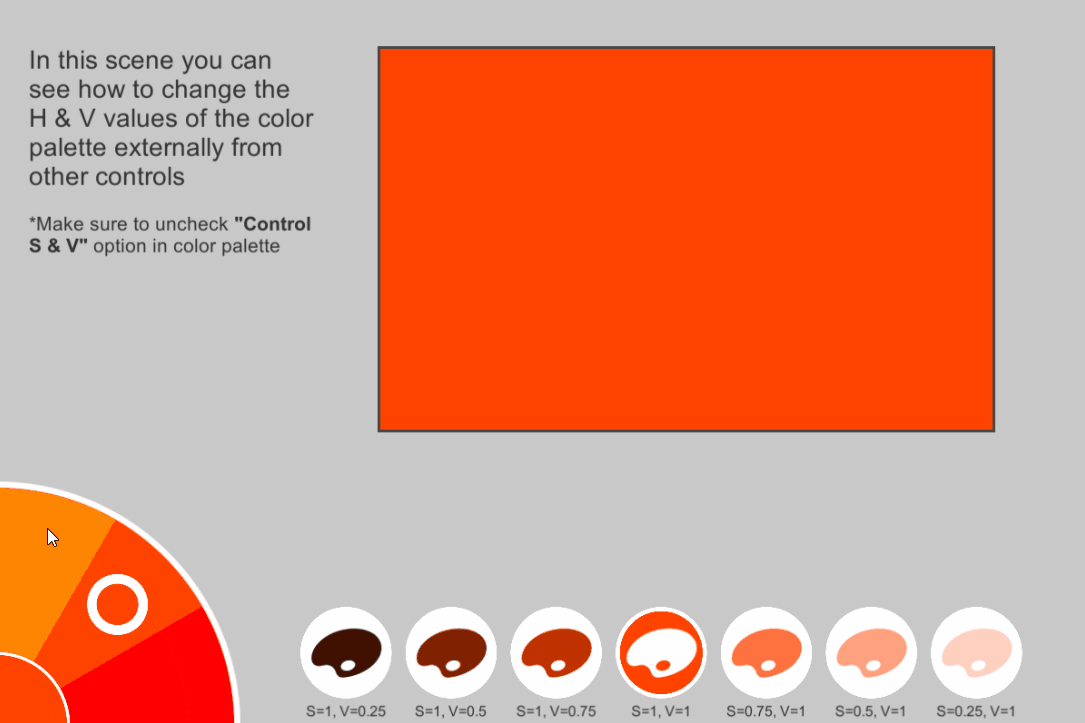 In this scene you can
see how to change the
H & V values of the color
palette externally from
other controls
*Make sure to uncheck "Control
S & V" option in color palette
S=1, V=0.25
S=1, V=0.5
S=1, V=0.75
S=1, V=1
S=0.75, V=1
S=0.5, V=1
S=0.25, V=1